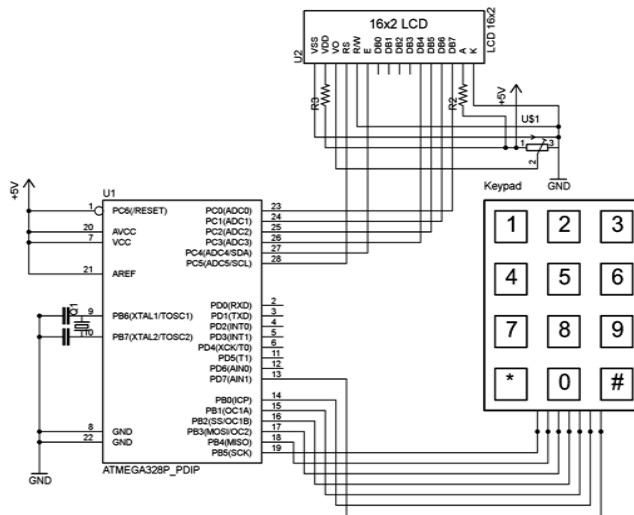 16x2 LCD
LCD 16x2
U2
VSS
VDD
VO
RS
R/W
E
DB0
DB1
DB2
DB3
DB4
DB5
DB6
DB7
A
K
R3
R2
+5V
U$1
1
3
2
GND
+5V
U1
1 PC6(/RESET)
20 AVCC
7 VCC
21 AREF
Q1
9 PB6(XTAL1/TOSC1)
10 PB7(XTAL2/TOSC2)
8 GND
22 GND
GND
PC0(ADC0) 23
PC1(ADC1) 24
PC2(ADC2) 25
PC3(ADC3) 26
PC4(ADC4/SDA) 27
PC5(ADC5/SCL) 28
PD0(RXD) 2
PD1(TXD) 3
PD2(INT0) 4
PD3(INT1) 5
PD4(XCK/T0) 6
PD5(T1) 11
PD6(AIN0) 12
PD7(AIN1) 13
PB0(ICP) 14
PB1(OC1A) 15
PB2(SS/OC1B) 16
PB3(MOSI/OC2) 17
PB4(MISO) 18
PB5(SCK) 19
ATMEGA328P_PDIP
Keypad
1 2 3
4 5 6
7 8 9
* 0 #